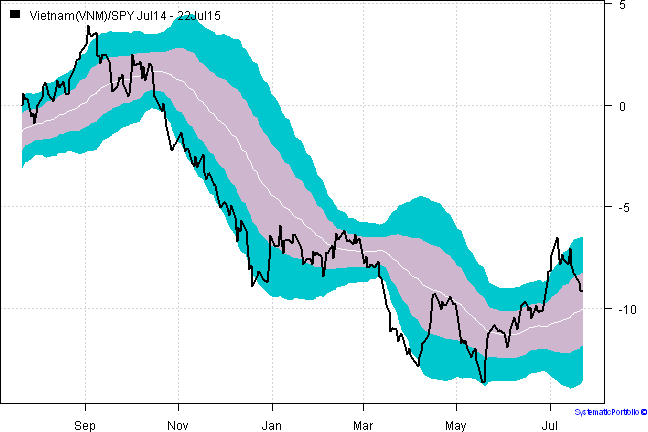 Vietnam(VNM)/SPY Jul14 - 22Jul15
5
0
-5
-10
Sep Nov Jan Mar May Jul
SystematicPortfolio ©